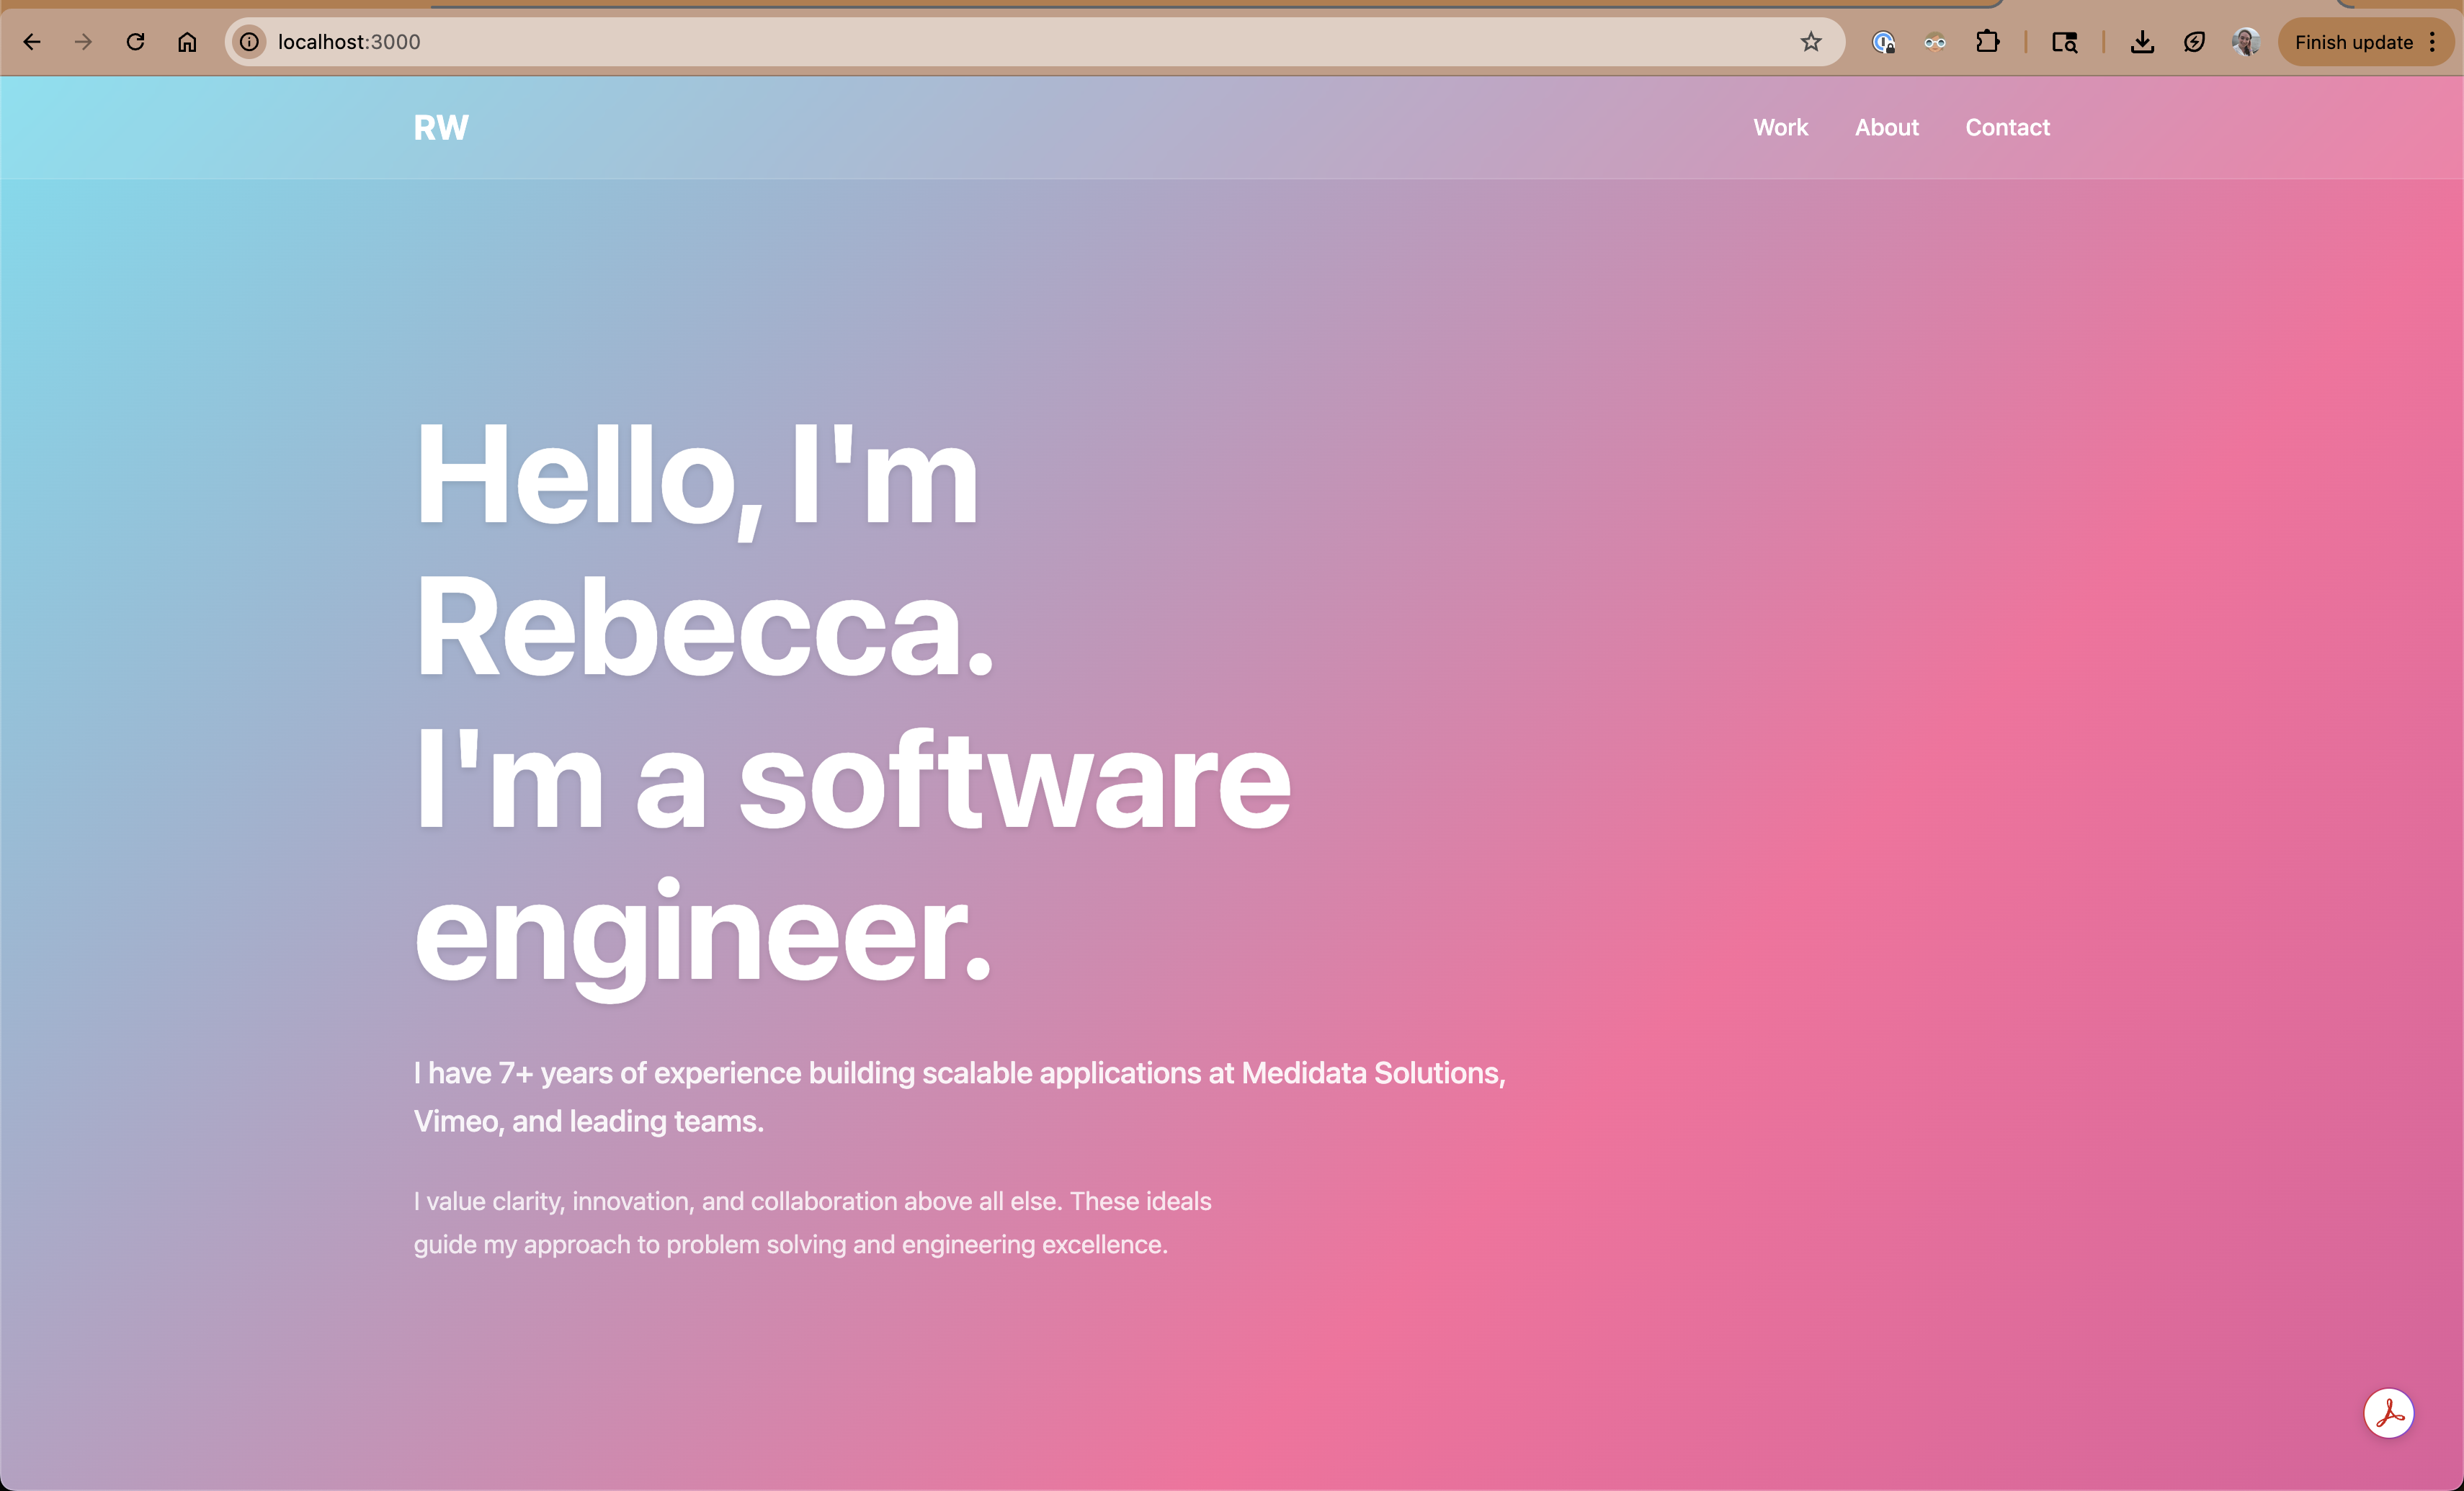 localhost:3000
Finish update
RW
Work About Contact
Hello, I'm
Rebecca.
I'm a software
engineer.
I have 7+ years of experience building scalable applications at Medidata Solutions,
Vimeo, and leading teams.
I value clarity, innovation, and collaboration above all else. These ideals
guide my approach to problem solving and engineering excellence.